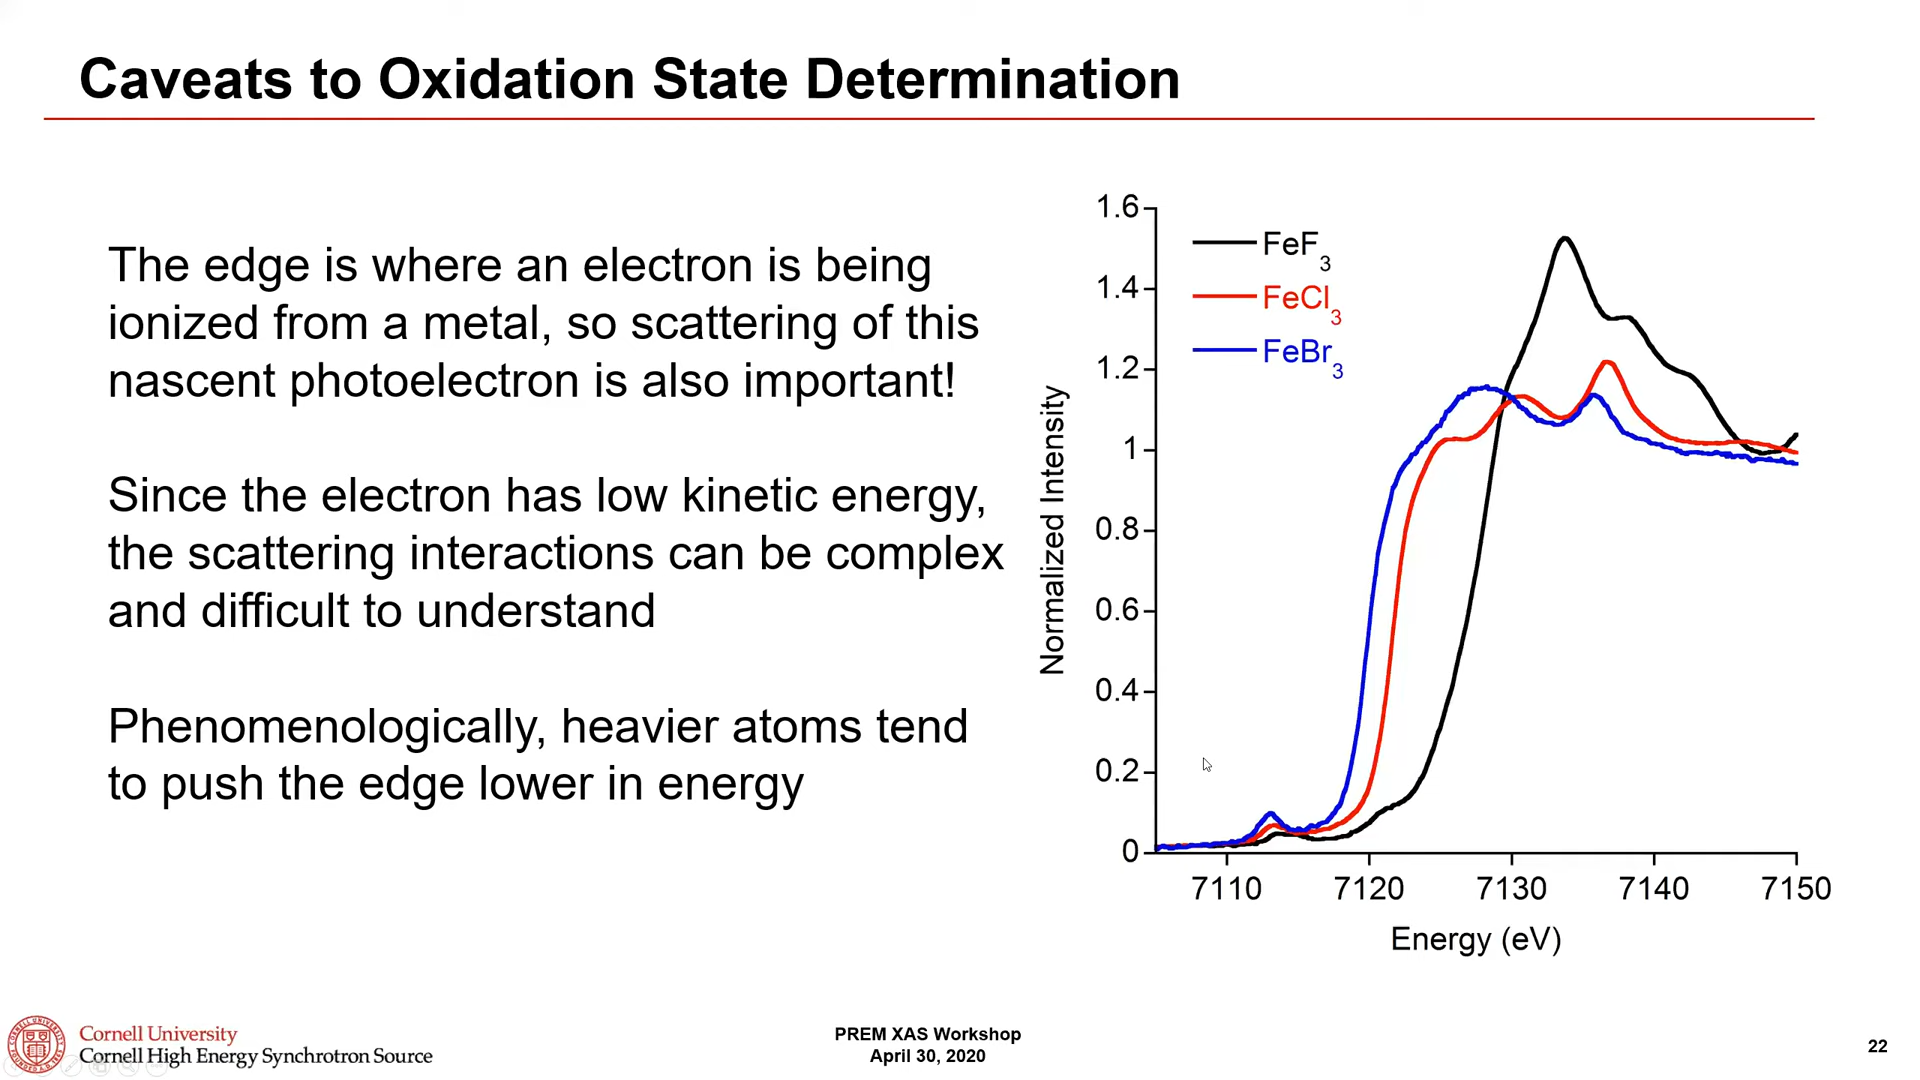 Caveats to Oxidation State Determination
The edge is where an electron is being
ionized from a metal, so scattering of this
nascent photoelectron is also important!
Since the electron has low kinetic energy,
the scattering interactions can be complex
and difficult to understand
Phenomenologically, heavier atoms tend
to push the edge lower in energy
1.6
1.4
1.2
1
0.8
0.6
0.4
0.2
0
Normalized Intensity
FeF3
FeCl3
FeBr3
7110 7120 7130 7140 7150
Energy (eV)
Cornell University
Cornell High Energy Synchrotron Source
PREM XAS Workshop
April 30, 2020
22